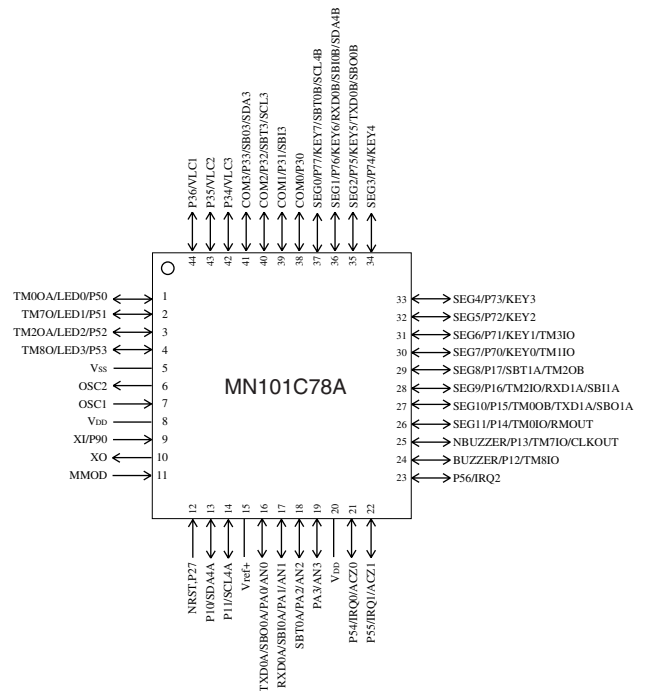 P36/VLC1
P35/VLC2
P34/VLC3
COM3/P33/SB03/SDA3
COM2/P32/SBT3/SCL3
COM1/P31/SBI3
COM0/P30
SEG0/P77/KEY7/SBT0B/SCL4B
SEG1/P76/KEY6/RXD0B/SBI0B/SDA4B
SEG2/P75/KEY5/TXD0B/SBO0B
SEG3/P74/KEY4
44
43
42
41
40
39
38
37
36
35
34
TM0OA/LED0/P50 1
TM7O/LED1/P51 2
TM2OA/LED2/P52 3
TM8O/LED3/P53 4
VSS 5
OSC2 6
OSC1 7
VDD 8
XI/P90 9
XO 10
MMOD 11
MN101C78A
33 SEG4/P73/KEY3
32 SEG5/P72/KEY2
31 SEG6/P71/KEY1/TM3IO
30 SEG7/P70/KEY0/TM1IO
29 SEG8/P17/SBT1A/TM2OB
28 SEG9/P16/TM2IO/RXD1A/SBI1A
27 SEG10/P15/TM0OB/TXD1A/SBO1A
26 SEG11/P14/TM0IO/RMOUT
25 NBUZZER/P13/TM7IO/CLKOUT
24 BUZZER/P12/TM8IO
23 P56/IRQ2
12
13
14
15
16
17
18
19
20
21
22
NRST,P27
P10/SDA4A
P11/SCL4A
Vref+
TXD0A/SBO0A/PA0/AN0
RXD0A/SBI0A/PA1/AN1
SBT0A/PA2/AN2
PA3/AN3
VDD
P54/IRQ0/ACZ0
P55/IRQ1/ACZ1